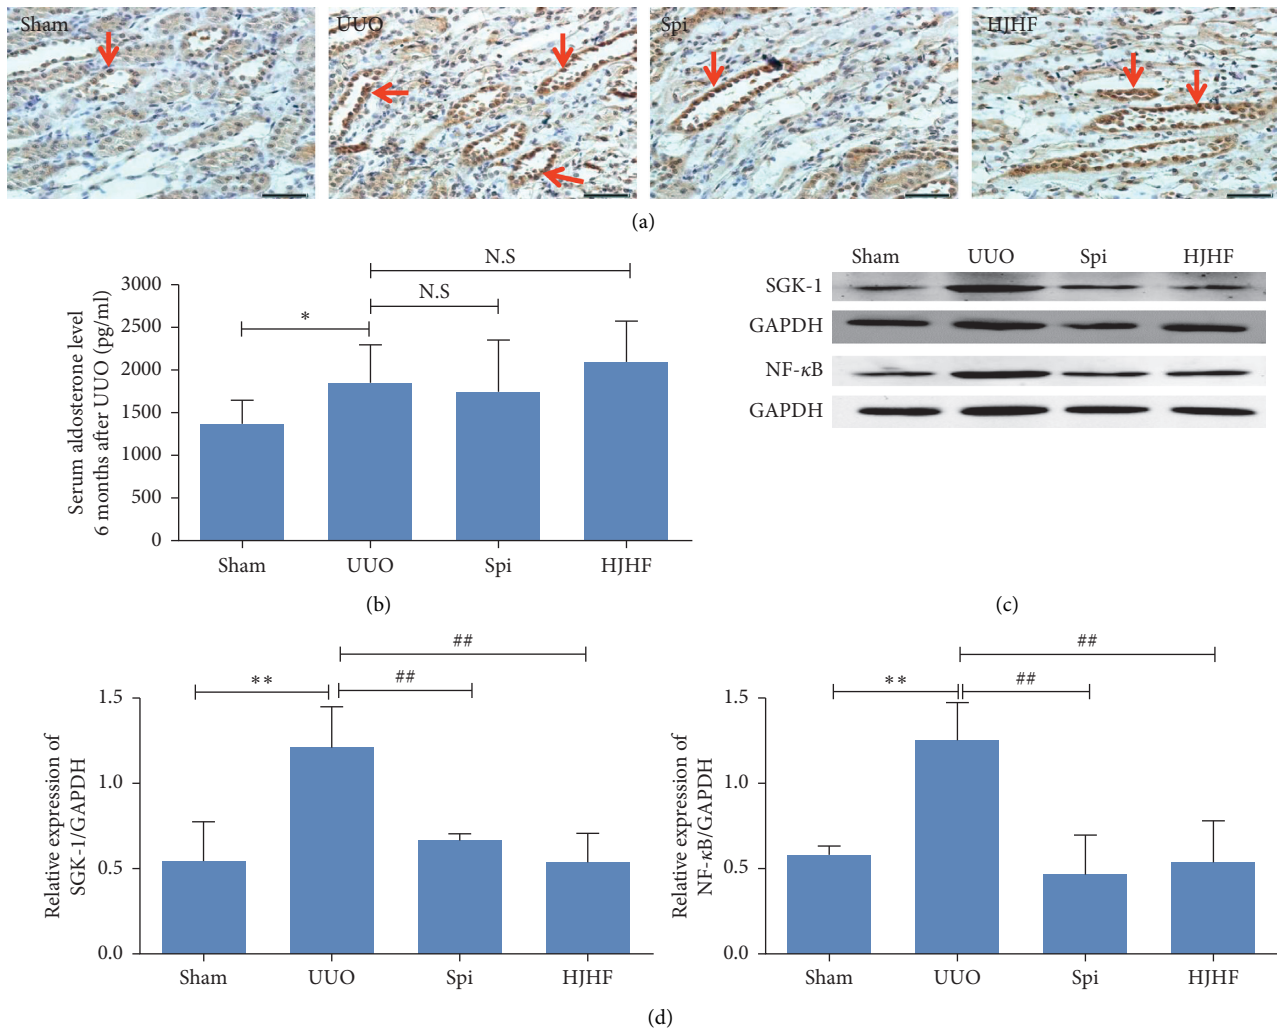 Sham
UUO
Spi
HJHF
(a)
N.S
N.S
*
3000
2500
2000
1500
1000
500
0
Serum aldosterone level
6 months after UUO (pg/ml)
Sham
UUO
Spi
HJHF
(b)
Sham
UUO
Spi
HJHF
SGK-1
GAPDH
NF-κB
GAPDH
(c)
##
##
**
1.5
1.0
0.5
0.0
Relative expression of
SGK-1/GAPDH
Sham
UUO
Spi
HJHF
##
##
**
1.5
1.0
0.5
0.0
Relative expression of
NF-κB/GAPDH
Sham
UUO
Spi
HJHF
(d)